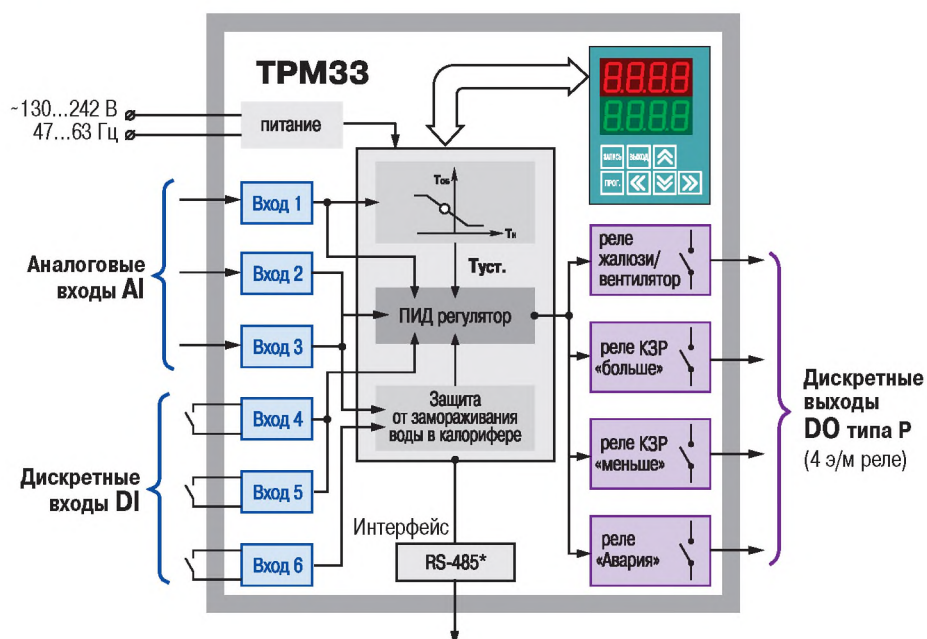 ТРМ33
~130...242 В
47...63 Гц
питание
8.8.8.8
8.8.8.8
ЗАПИСЬ
ВЫХОД
ПРОГ.
Аналоговые
входы AI
Вход 1
Вход 2
Вход 3
Дискретные
входы DI
Вход 4
Вход 5
Вход 6
Tоб
Tн
Туст.
ПИД регулятор
Защита
от замораживания
воды в калорифере
Интерфейс
RS-485*
реле
жалюзи/
вентилятор
реле КЗР
«больше»
реле КЗР
«меньше»
реле
«Авария»
Дискретные
выходы
DO типа Р
(4 э/м реле)